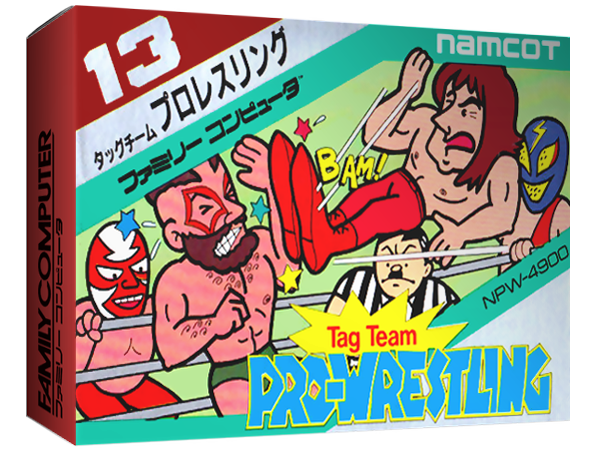 13
namcot
タッグチーム プロレスリング
ファミリー コンピュータ™
BAM!
NPW-4900
Tag Team
PRO-WRESTLING
FAMILY COMPUTER
ファミリー コンピュータ